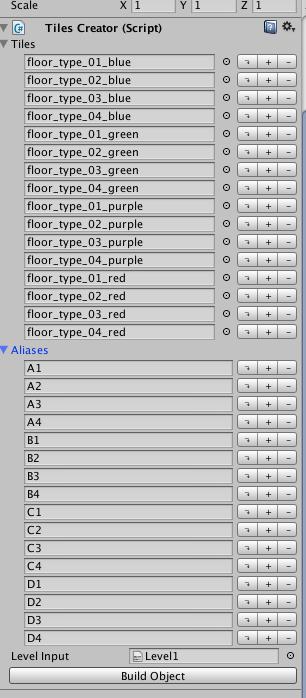 Scale X 1 Y 1 Z 1
Tiles Creator (Script)
Tiles
floor_type_01_blue
floor_type_02_blue
floor_type_03_blue
floor_type_04_blue
floor_type_01_green
floor_type_02_green
floor_type_03_green
floor_type_04_green
floor_type_01_purple
floor_type_02_purple
floor_type_03_purple
floor_type_04_purple
floor_type_01_red
floor_type_02_red
floor_type_03_red
floor_type_04_red
Aliases
A1
A2
A3
A4
B1
B2
B3
B4
C1
C2
C3
C4
D1
D2
D3
D4
Level Input Level1
Build Object